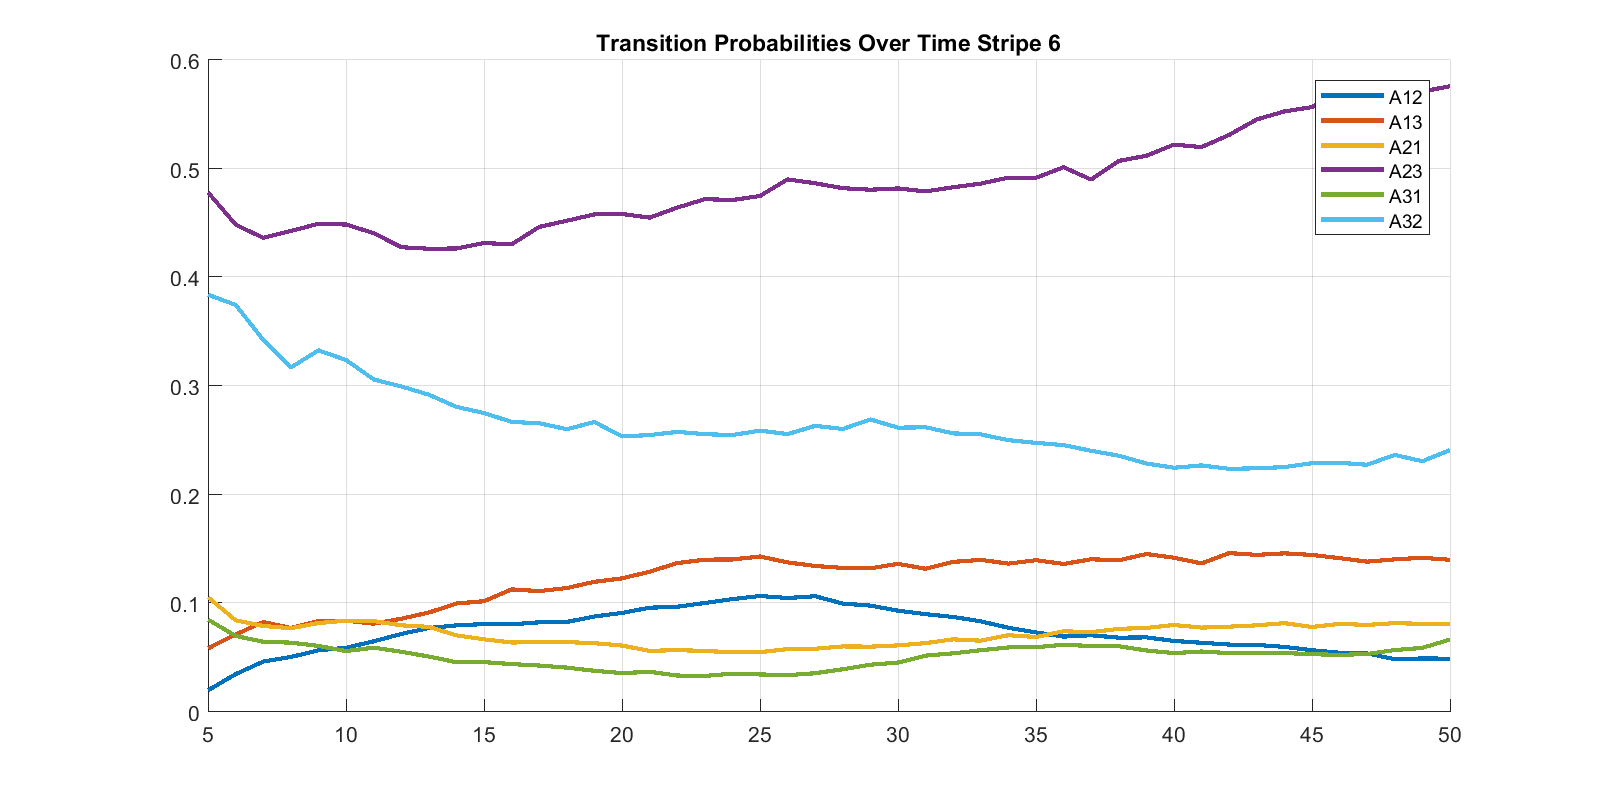 Transition Probabilities Over Time Stripe 6
0.6
0.5
0.4
0.3
0.2
0.1
0
5 10 15 20 25 30 35 40 45 50
A12
A13
A21
A23
A31
A32